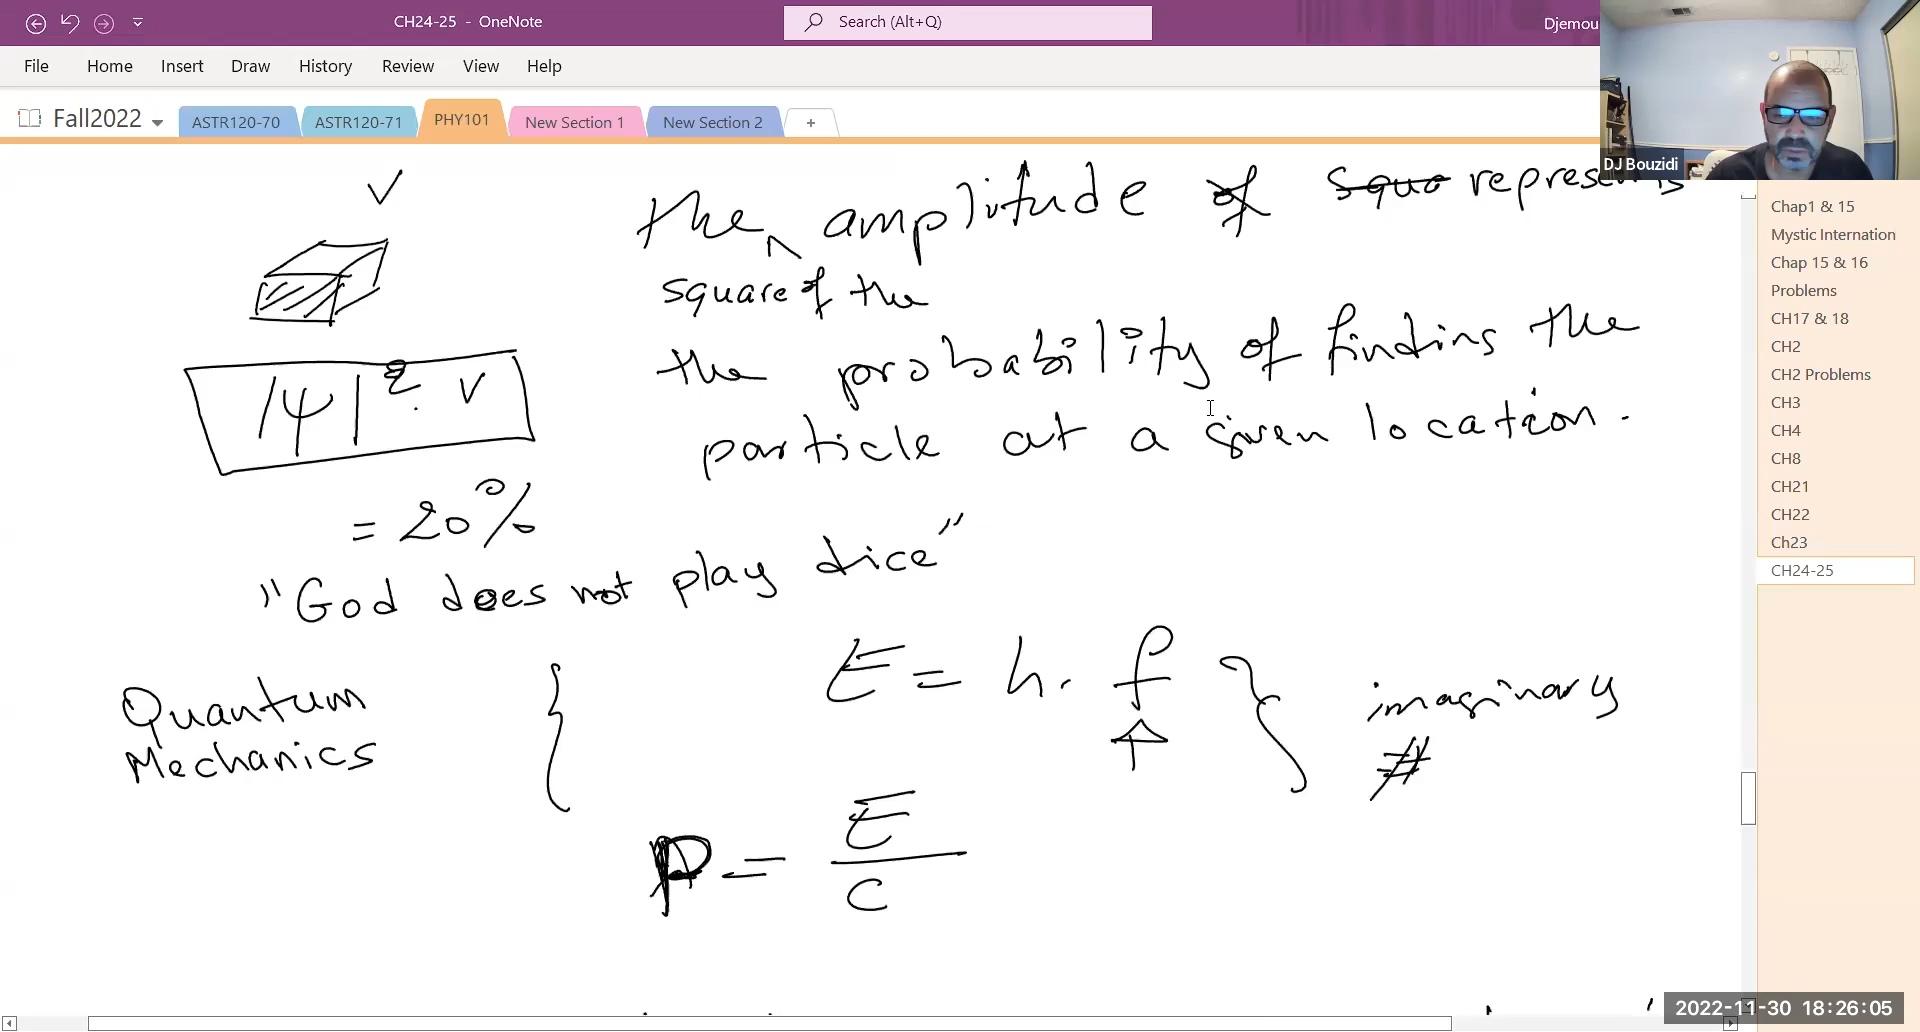 CH24-25 - OneNote
Search (Alt+Q)
Djemou
File Home Insert Draw History Review View Help
Fall2022
ASTR120-70
ASTR120-71
PHY101
New Section 1
New Section 2
+
DJ Bouzidi
Chap1 & 15
Mystic Internation
Chap 15 & 16
Problems
CH17 & 18
CH2
CH2 Problems
CH3
CH4
CH8
CH21
CH22
Ch23
CH24-25
V
the ^ amplitude of squa represents
square of the
the probability of finding the
particle at a given location.
|ψ|² . V
= 20%
"God does not play dice"
Quantum
Mechanics
E = h. f
imaginary
#
P = E
c
2022-11-30 18:26:05